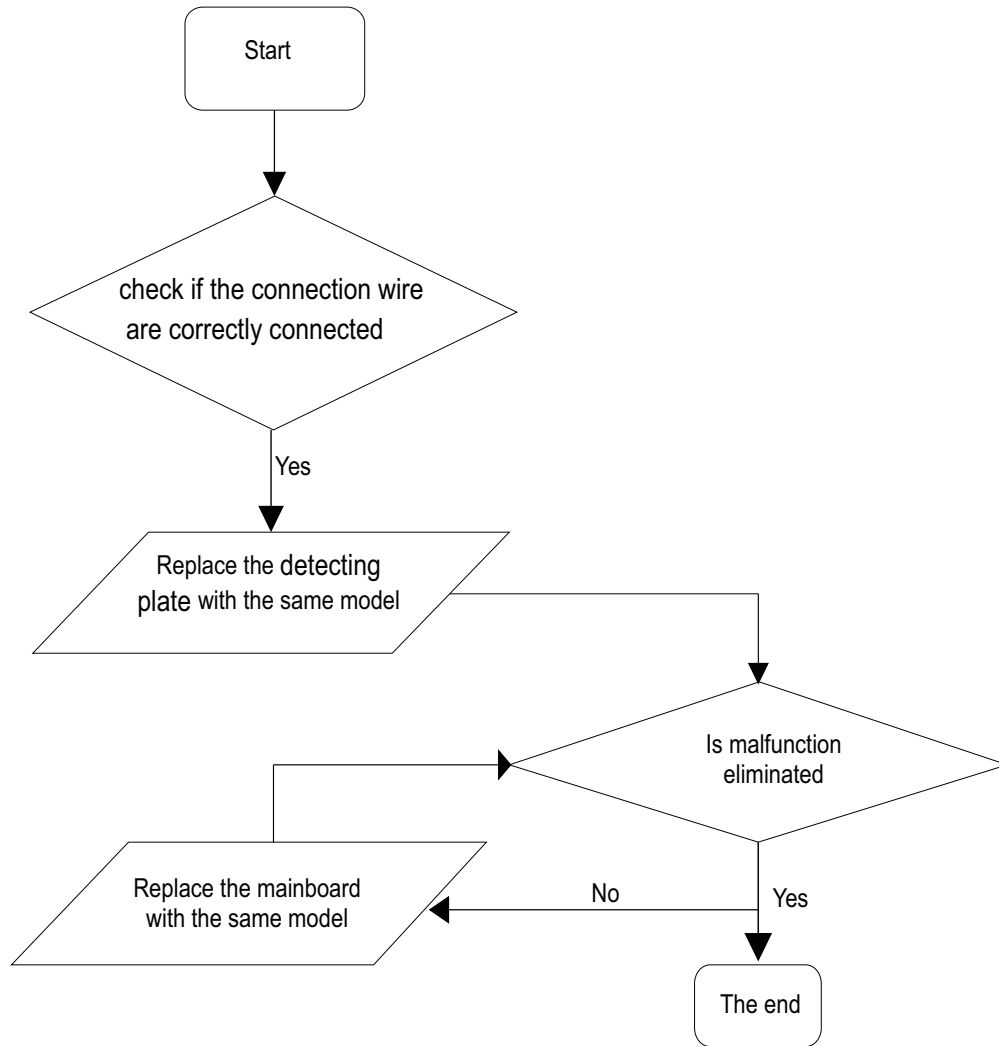 Start
check if the connection wire
are correctly connected
Yes
Replace the detecting
plate with the same model
Is malfunction
eliminated
Replace the mainboard
with the same model
No
Yes
The end